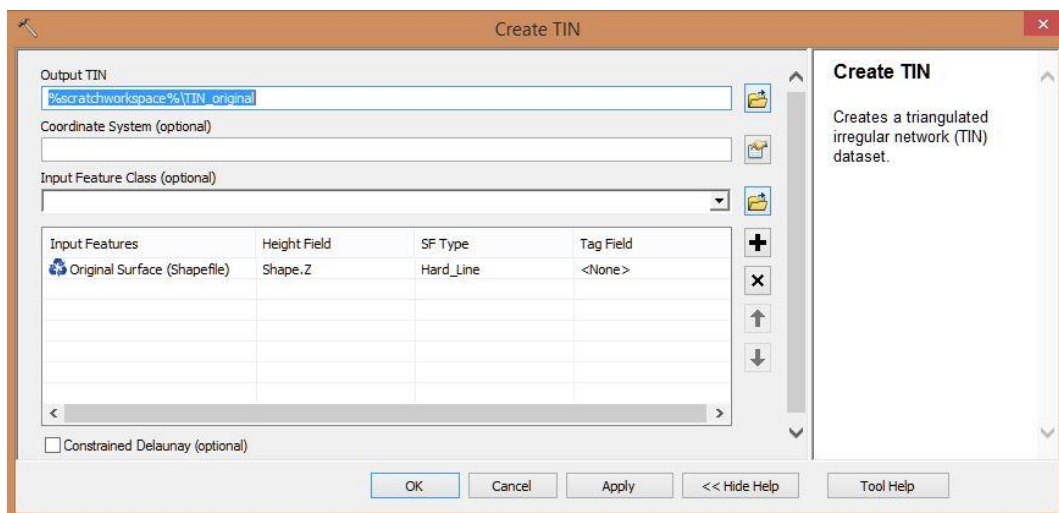 Create TIN
Output TIN
%scratchworkspace%\TIN_original
Coordinate System (optional)
Input Feature Class (optional)
Input Features Height Field SF Type Tag Field
Original Surface (Shapefile) Shape.Z Hard_Line <None>
Constrained Delaunay (optional)
Create TIN
Creates a triangulated
irregular network (TIN)
dataset.
OK Cancel Apply << Hide Help Tool Help